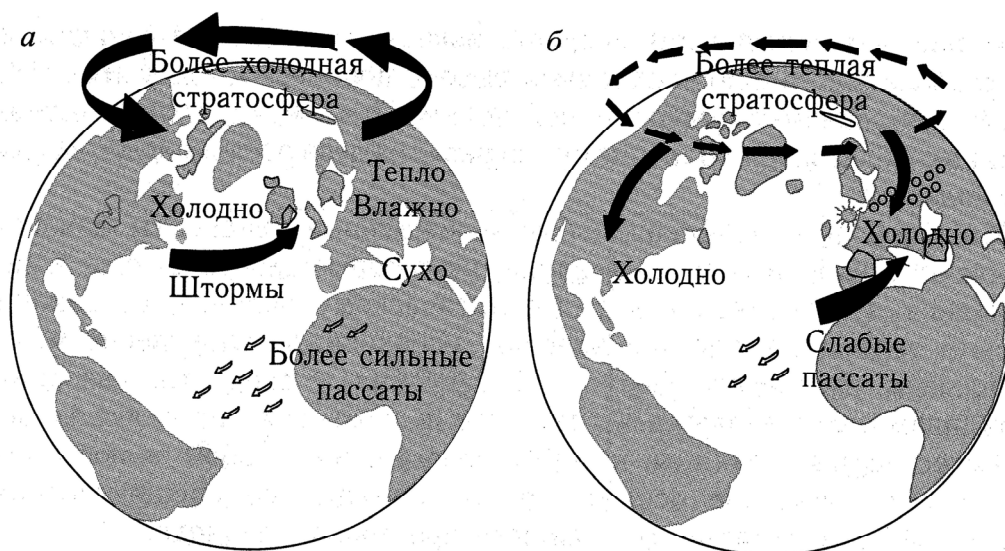 а
Более холодная
стратосфера
Тепло
Холодно
Влажно
Сухо
Штормы
Более сильные
пассаты
б
Более теплая
стратосфера
Холодно
Холодно
Слабые
пассаты